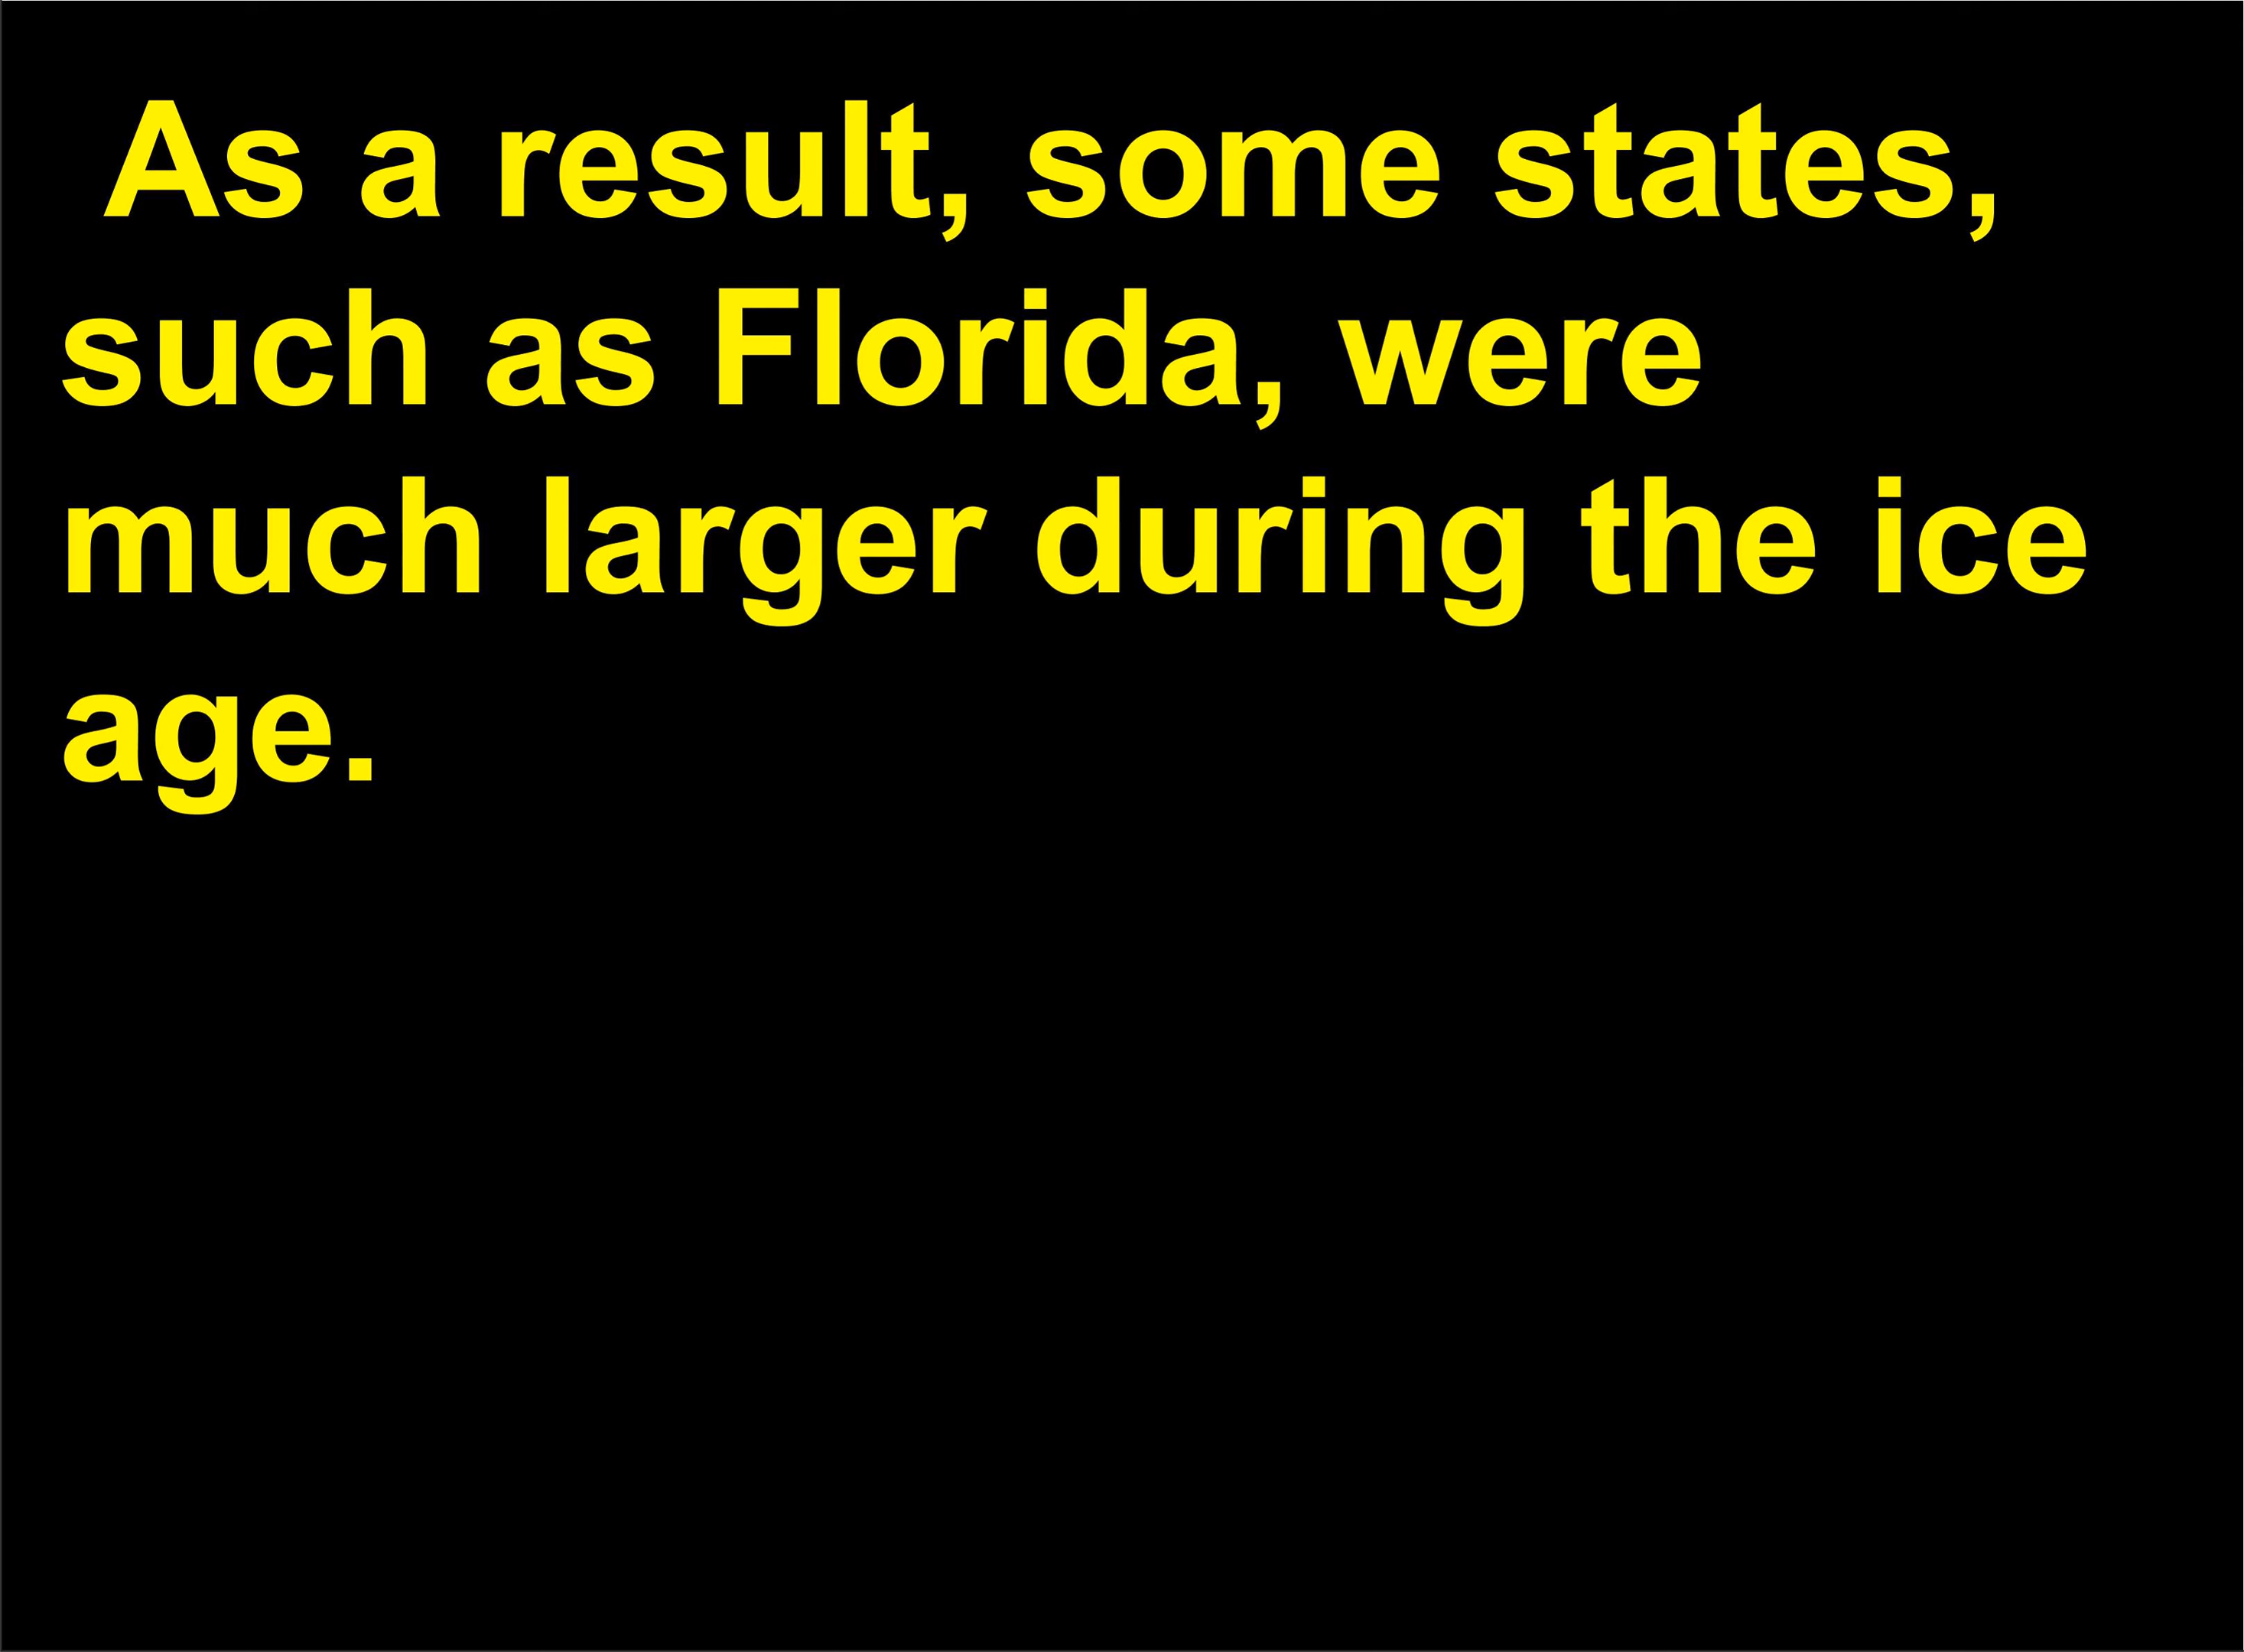 As a result, some states,
such as Florida, were
much larger during the ice
age.